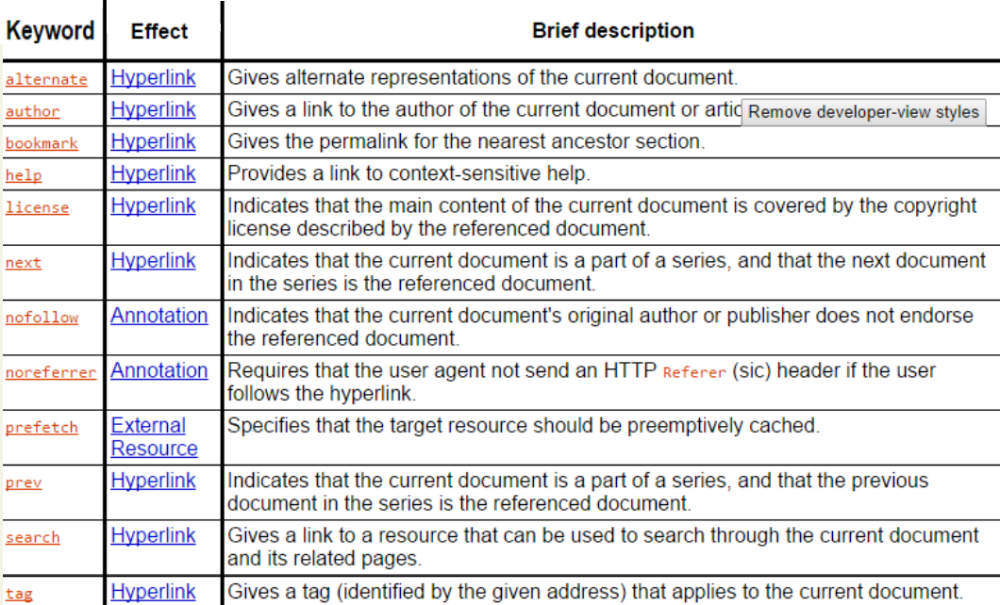 Keyword Effect Brief description
alternate Hyperlink Gives alternate representations of the current document.
author Hyperlink Gives a link to the author of the current document or
Remove developer-view styles
bookmark Hyperlink Gives the permalink for the nearest ancestor section.
help Hyperlink Provides a link to context-sensitive help.
license Hyperlink Indicates that the main content of the current document is covered by the copyright
license described by the referenced document.
next Hyperlink Indicates that the current document is a part of a series, and that the next document
in the series is the referenced document.
nofollow Annotation Indicates that the current document's original author or publisher does not endorse
the referenced document.
noreferrer Annotation Requires that the user agent not send an HTTP Referer (sic) header if the user
follows the hyperlink.
prefetch External Specifies that the target resource should be preemptively cached.
Resource
prev Hyperlink Indicates that the current document is a part of a series, and that the previous
document in the series is the referenced document.
search Hyperlink Gives a link to a resource that can be used to search through the current document
and its related pages.
tag Hyperlink Gives a tag (identified by the given address) that applies to the current document.